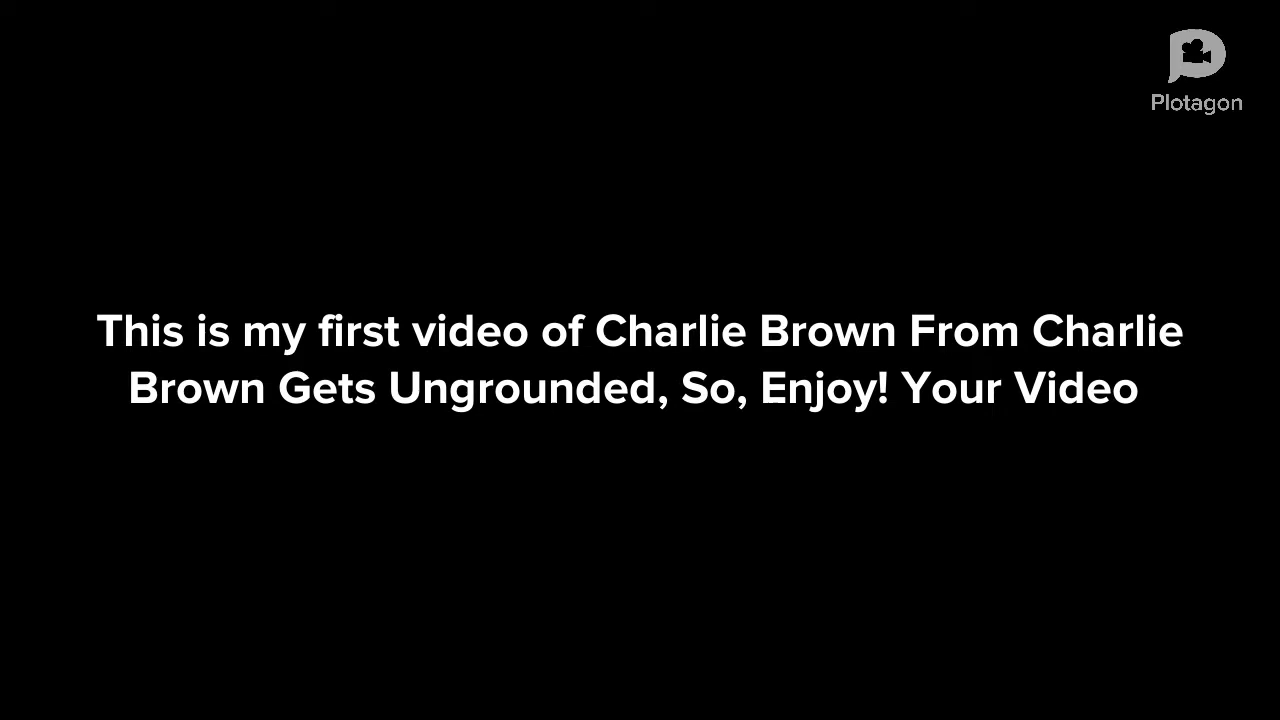 Plotagon
This is my first video of Charlie Brown From Charlie
Brown Gets Ungrounded, So, Enjoy! Your Video